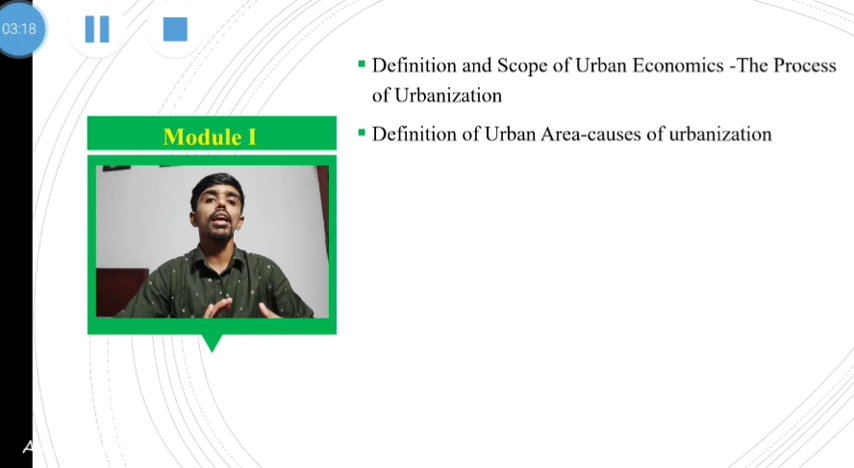 03:18
Definition and Scope of Urban Economics -The Process
of Urbanization
Module I
Definition of Urban Area-causes of urbanization
A